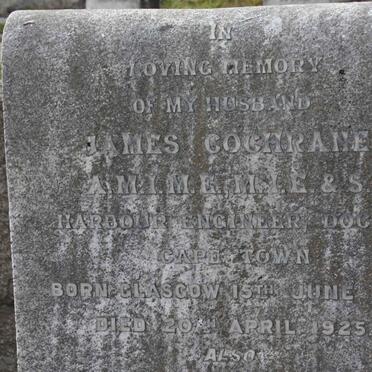 IN
LOVING MEMORY
OF MY HUSBAND
JAMES COCHRANE
A.M.I.M.E. M.I.E. & S.
HARBOUR ENGINEER DOC
CAPE TOWN
BORN GLASGOW 15TH JUNE
DIED 20TH APRIL 1925
ALSO